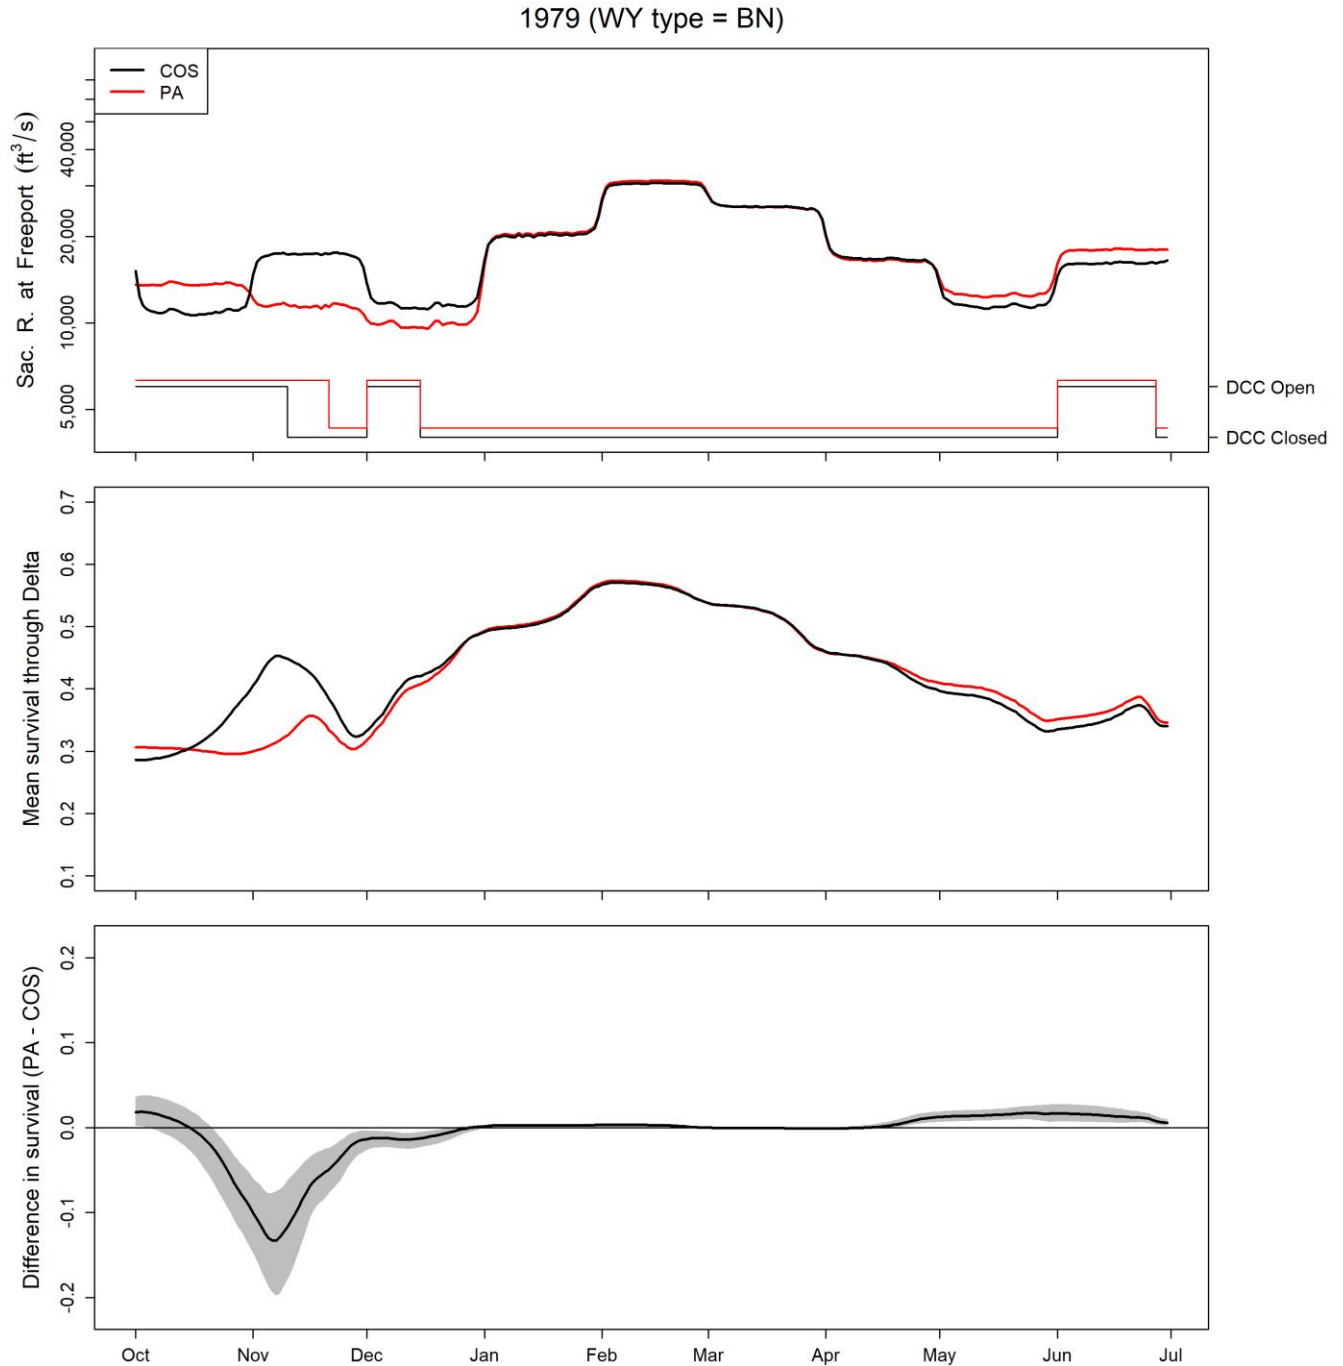 1979 (WY type = BN)
COS
PA
Sac. R. at Freeport (ft³/s)
40,000
20,000
10,000
5,000
DCC Open
DCC Closed
Mean survival through Delta
0.7
0.6
0.5
0.4
0.3
0.2
0.1
Difference in survival (PA - COS)
0.2
0.1
0.0
-0.1
-0.2
Oct Nov Dec Jan Feb Mar Apr May Jun Jul